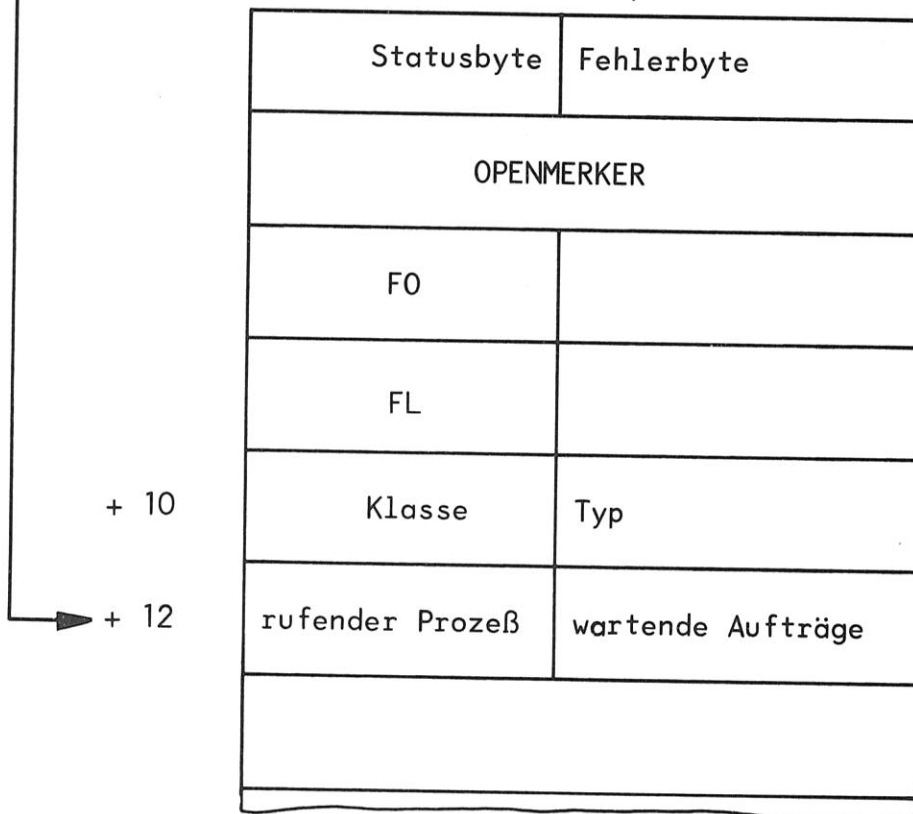 Statusbyte Fehlerbyte
OPENMERKER
FO
FL
+ 10 Klasse Typ
+ 12 rufender Prozeß wartende Aufträge